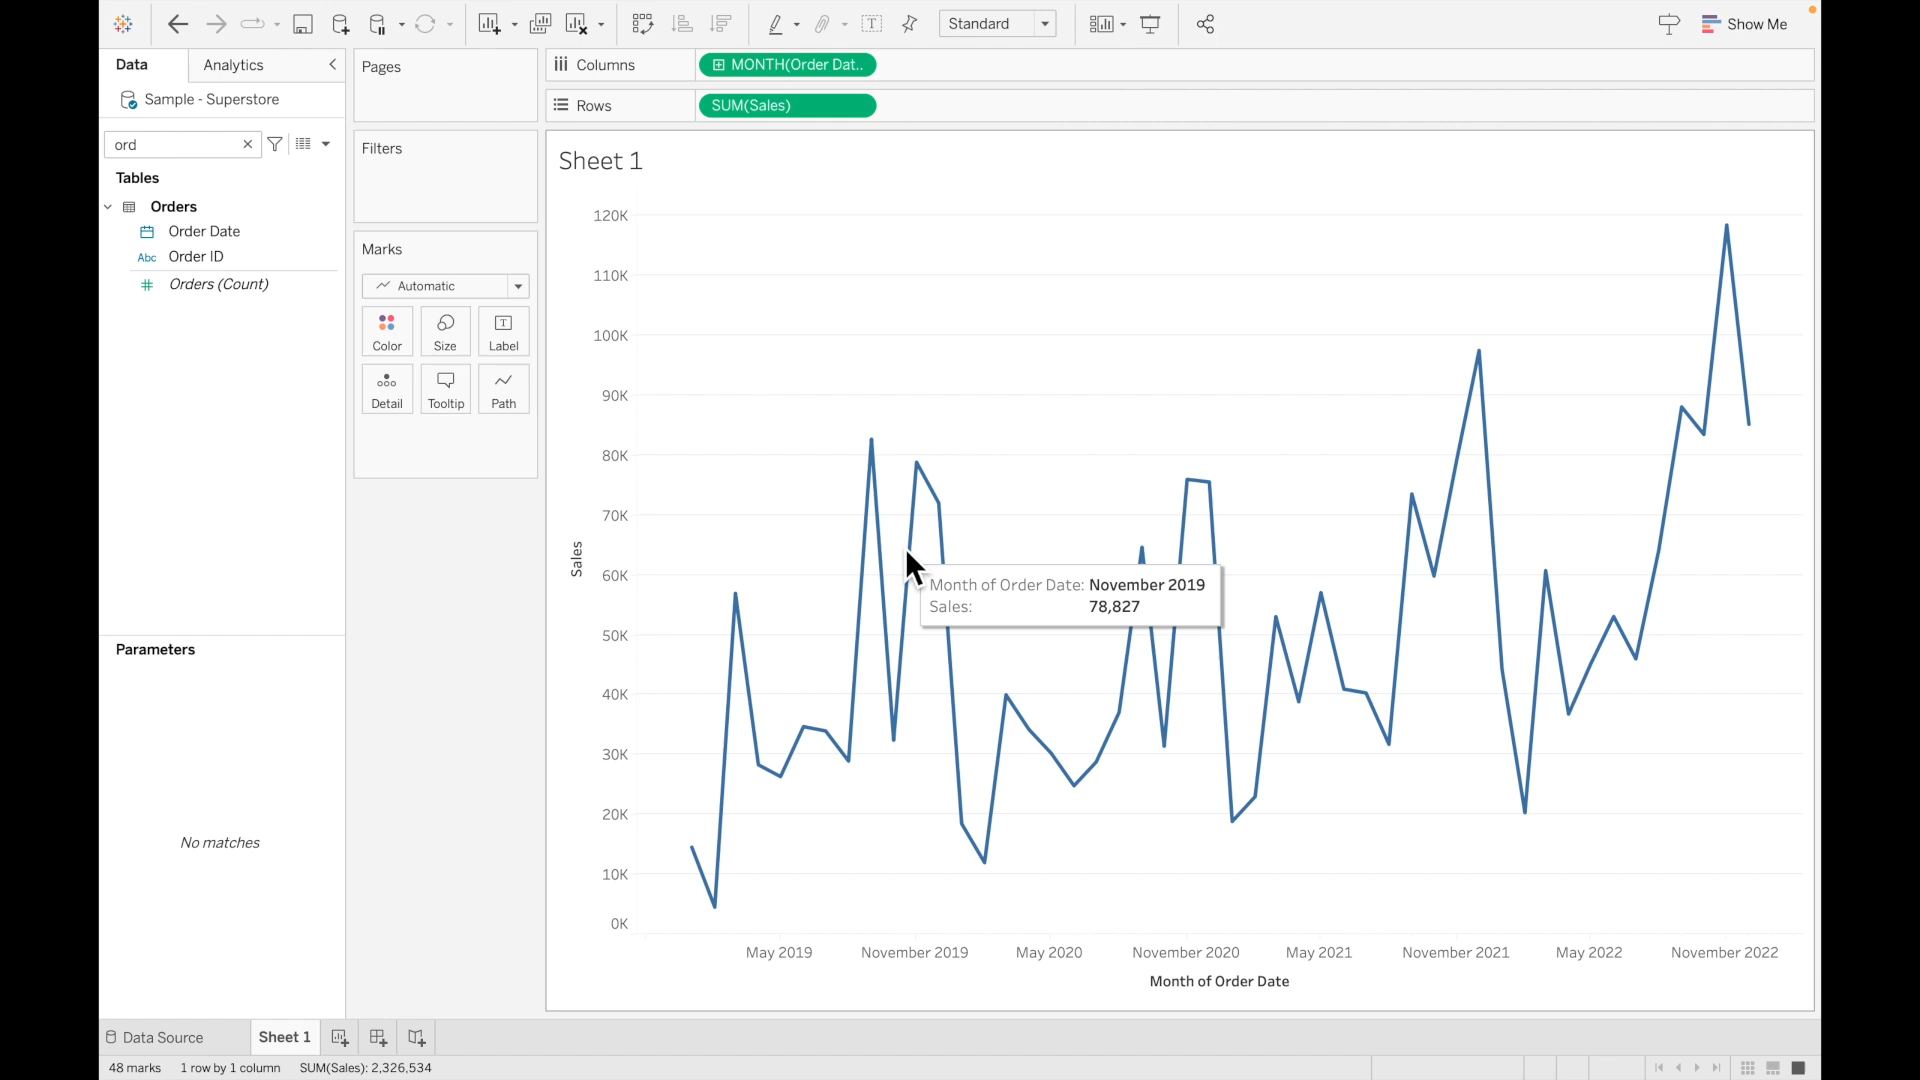 Standard
Show Me
Data
Analytics
Pages
Columns
MONTH(Order Dat..
Sample - Superstore
Rows
SUM(Sales)
ord
Filters
Sheet 1
Tables
Orders
Order Date
Abc
Order ID
Orders (Count)
Marks
Automatic
Color
Size
Label
Detail
Tooltip
Path
120K
110K
100K
90K
80K
70K
60K
50K
40K
30K
20K
10K
0K
Sales
Month of Order Date: November 2019
Sales: 78,827
May 2019
November 2019
May 2020
November 2020
May 2021
November 2021
May 2022
November 2022
Month of Order Date
Parameters
No matches
Data Source
Sheet 1
48 marks
1 row by 1 column
SUM(Sales): 2,326,534